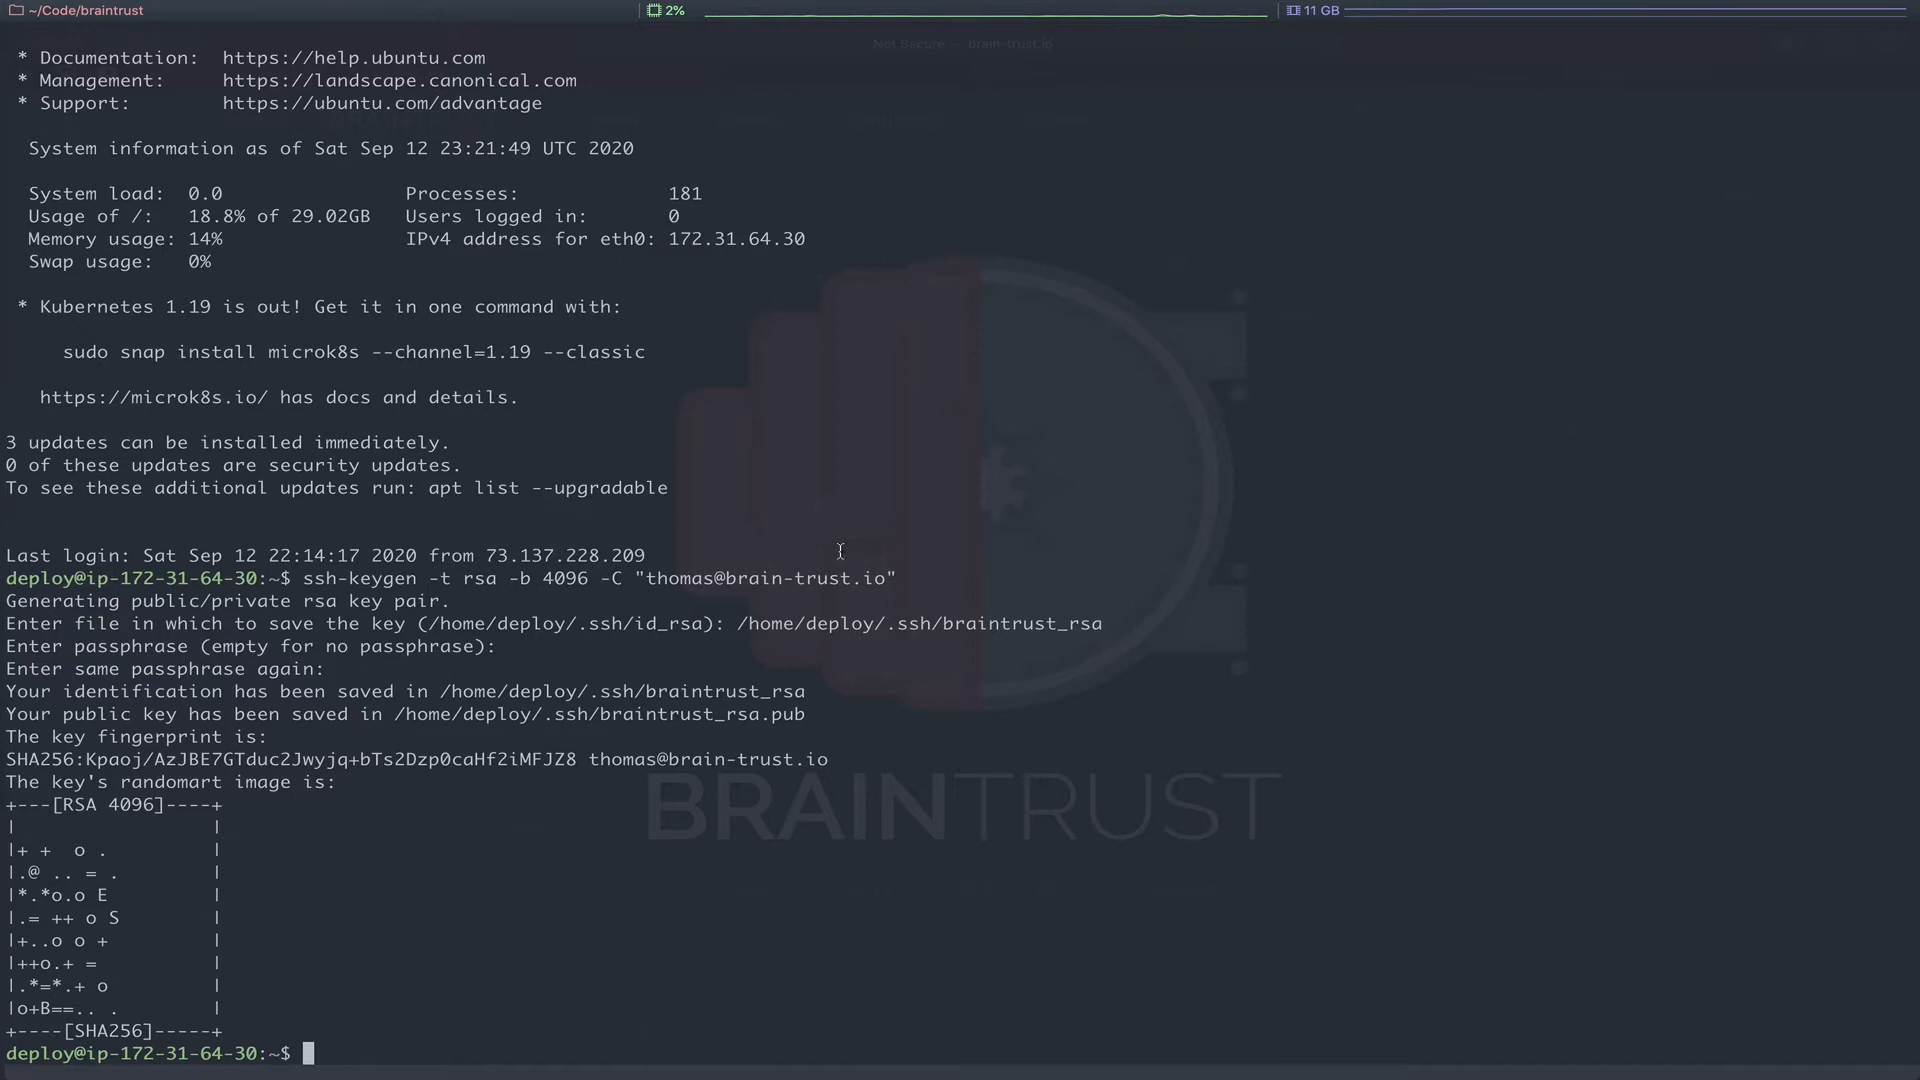 ~/Code/braintrust 2% 11 GB
Not Secure — brain-trust.io
* Documentation:  https://help.ubuntu.com
* Management:     https://landscape.canonical.com
* Support:        https://ubuntu.com/advantage
System information as of Sat Sep 12 23:21:49 UTC 2020
System load:  0.0                Processes:             181
Usage of /:   18.8% of 29.02GB   Users logged in:       0
Memory usage: 14%                IPv4 address for eth0: 172.31.64.30
Swap usage:   0%
* Kubernetes 1.19 is out! Get it in one command with:
sudo snap install microk8s --channel=1.19 --classic
https://microk8s.io/ has docs and details.
3 updates can be installed immediately.
0 of these updates are security updates.
To see these additional updates run: apt list --upgradable
Last login: Sat Sep 12 22:14:17 2020 from 73.137.228.209
deploy@ip-172-31-64-30:~$ ssh-keygen -t rsa -b 4096 -C "thomas@brain-trust.io"
Generating public/private rsa key pair.
Enter file in which to save the key (/home/deploy/.ssh/id_rsa): /home/deploy/.ssh/braintrust_rsa
Enter passphrase (empty for no passphrase):
Enter same passphrase again:
Your identification has been saved in /home/deploy/.ssh/braintrust_rsa
Your public key has been saved in /home/deploy/.ssh/braintrust_rsa.pub
The key fingerprint is:
SHA256:Kpaoj/AzJBE7GTduc2Jwyjq+bTs2Dzp0caHf2iMFJZ8 thomas@brain-trust.io
The key's randomart image is:
+---[RSA 4096]----+
|                 |
|+ +  o .         |
|.@ .. = .        |
|*.*o.o E         |
|.= ++ o S        |
|+..o o +         |
|++o.+ =          |
|.*=*.+ o         |
|o+B==.. .        |
+----[SHA256]-----+
deploy@ip-172-31-64-30:~$
BRAINTRUST